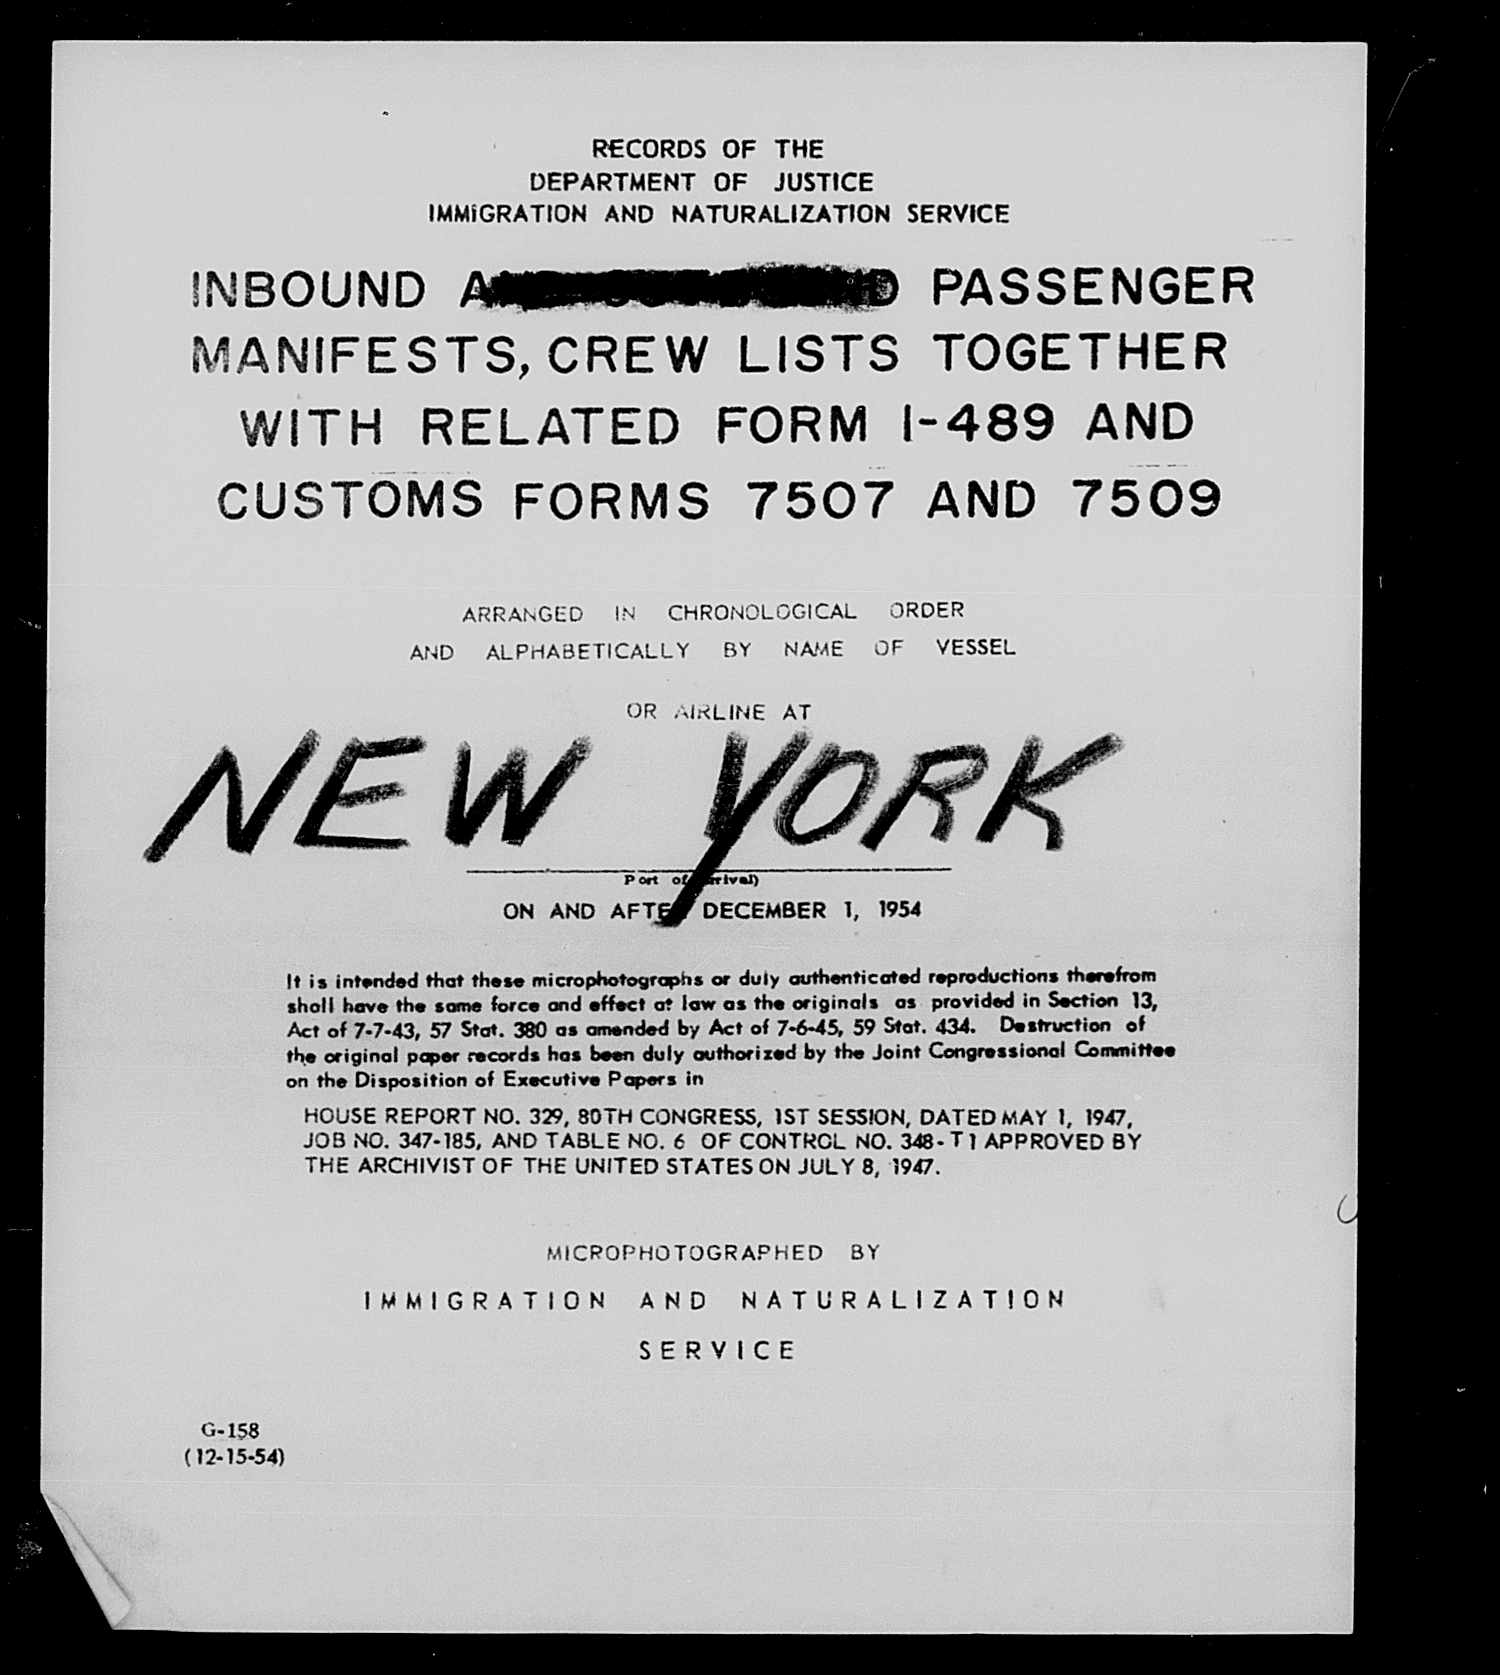 RECORDS OF THE
DEPARTMENT OF JUSTICE
IMMIGRATION AND NATURALIZATION SERVICE
INBOUND PASSENGER
MANIFESTS, CREW LISTS TOGETHER
WITH RELATED FORM I-489 AND
CUSTOMS FORMS 7507 AND 7509
ARRANGED IN CHRONOLOGICAL ORDER
AND ALPHABETICALLY BY NAME OF VESSEL
OR AIRLINE AT
NEW YORK
Port of Arrival)
ON AND AFTER DECEMBER 1, 1954
It is intended that these microphotographs or duly authenticated reproductions therefrom
shall have the same force and effect at law as the originals as provided in Section 13,
Act of 7-7-43, 57 Stat. 380 as amended by Act of 7-6-45, 59 Stat. 434. Destruction of
the original paper records has been duly authorized by the Joint Congressional Committee
on the Disposition of Executive Papers in
HOUSE REPORT NO. 329, 80TH CONGRESS, 1ST SESSION, DATED MAY 1, 1947,
JOB NO. 347-185, AND TABLE NO. 6 OF CONTROL NO. 348-T1 APPROVED BY
THE ARCHIVIST OF THE UNITED STATES ON JULY 8, 1947.
MICROPHOTOGRAPHED BY
IMMIGRATION AND NATURALIZATION
SERVICE
G-158
(12-15-54)